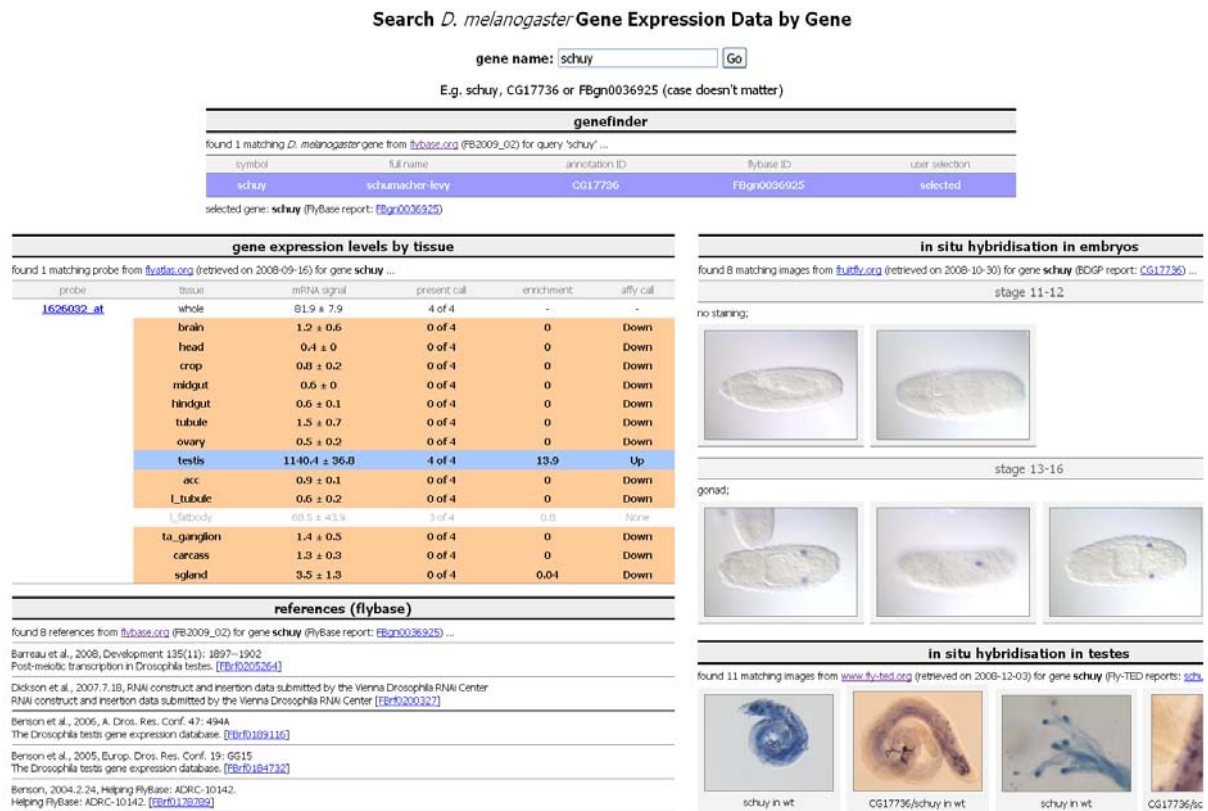 Search D. melanogaster Gene Expression Data by Gene
gene name: schuy Go
E.g. schuy, CG17736 or FBgn0036925 (case doesn't matter)
genefinder
found 1 matching D. melanogaster gene from flybase.org (FB2009_02) for query 'schuy' ...
symbol full name annotation ID flybase ID user selection
schuy schumacher-levy CG17736 FBgn0036925 selected
selected gene: schuy (FlyBase report: FBgn0036925)
gene expression levels by tissue
found 1 matching probe from flyatlas.org (retrieved on 2008-09-16) for gene schuy ...
probe tissue mRNA signal present call enrichment affy call
1626032_at whole 81.9 ± 7.9 4 of 4 - -
brain 1.2 ± 0.6 0 of 4 0 Down
head 0.4 ± 0 0 of 4 0 Down
crop 0.8 ± 0.2 0 of 4 0 Down
midgut 0.6 ± 0 0 of 4 0 Down
hindgut 0.6 ± 0.1 0 of 4 0 Down
tubule 1.5 ± 0.7 0 of 4 0 Down
ovary 0.5 ± 0.2 0 of 4 0 Down
testis 1140.4 ± 36.8 4 of 4 13.9 Up
acc 0.9 ± 0.1 0 of 4 0 Down
l_tubule 0.6 ± 0.2 0 of 4 0 Down
l_fatbody 68.5 ± 43.9 3 of 4 0.8 None
ta_ganglion 1.4 ± 0.5 0 of 4 0 Down
carcass 1.3 ± 0.3 0 of 4 0 Down
sgland 3.5 ± 1.3 0 of 4 0.04 Down
references (flybase)
found 8 references from flybase.org (FB2009_02) for gene schuy (FlyBase report: FBgn0036925) ...
Barreau et al., 2008, Development 135(11): 1897--1902
Post-meiotic transcription in Drosophila testes. [FBrf0205264]
Dickson et al., 2007.7.18, RNAi construct and insertion data submitted by the Vienna Drosophila RNAi Center
RNAi construct and insertion data submitted by the Vienna Drosophila RNAi Center [FBrf0200327]
Benson et al., 2006, A. Dros. Res. Conf. 47: 494A
The Drosophila testis gene expression database. [FBrf0189116]
Benson et al., 2005, Europ. Dros. Res. Conf. 19: GG15
The Drosophila testis gene expression database. [FBrf0184732]
Benson, 2004.2.24, Helping FlyBase: ADRC-10142.
Helping FlyBase: ADRC-10142. [FBrf0178789]
in situ hybridisation in embryos
found 8 matching images from fruitfly.org (retrieved on 2008-10-30) for gene schuy (BDGP report: CG17736) ...
stage 11-12
no staining;
stage 13-16
gonad;
in situ hybridisation in testes
found 11 matching images from www.fly-ted.org (retrieved on 2008-12-03) for gene schuy (Fly-TED reports: schu
schuy in wt
CG17736/schuy in wt
schuy in wt
CG17736/sc